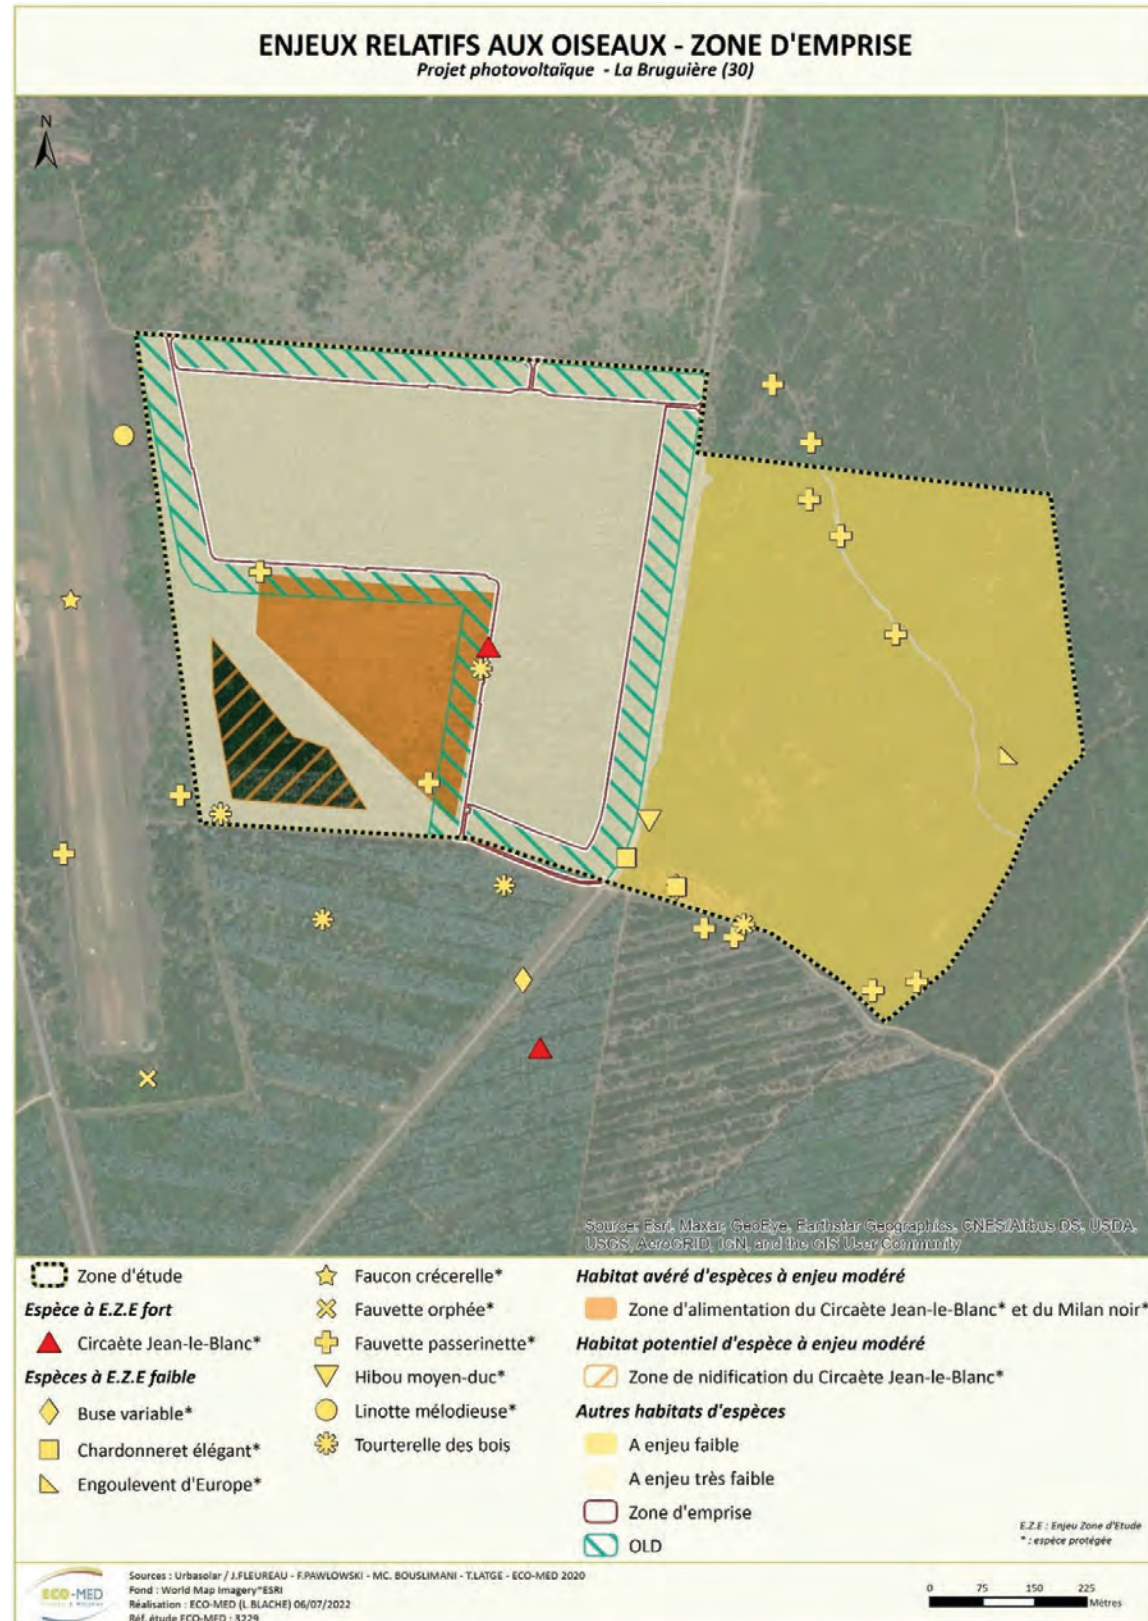 ENJEUX RELATIFS AUX OISEAUX - ZONE D'EMPRISE
Projet photovoltaïque - La Bruguière (30)
N
Source: Esri, Maxar, GeoEye, Earthstar Geographics, CNES/Airbus DS, USDA,
USGS, AeroGRID, IGN, and the GIS User Community
Zone d'étude
Espèce à E.Z.E fort
Circaète Jean-le-Blanc*
Espèces à E.Z.E faible
Buse variable*
Chardonneret élégant*
Engoulevent d'Europe*
Faucon crécerelle*
Fauvette orphée*
Fauvette passerinette*
Hibou moyen-duc*
Linotte mélodieuse*
Tourterelle des bois
Habitat avéré d'espèces à enjeu modéré
Zone d'alimentation du Circaète Jean-le-Blanc* et du Milan noir*
Habitat potentiel d'espèce à enjeu modéré
Zone de nidification du Circaète Jean-le-Blanc*
Autres habitats d'espèces
A enjeu faible
A enjeu très faible
Zone d'emprise
OLD
E.Z.E : Enjeu Zone d'Etude
* : espèce protégée
ECO-MED
Sources : Urbasolar / J.FLEUREAU - F.PAWLOWSKI - MC. BOUSLIMANI - T.LATGE - ECO-MED 2020
Fond : World Map Imagery"ESRI
Réalisation : ECO-MED (L.BLACHE) 06/07/2022
Réf. étude ECO-MED : 3229
0 75 150 225
Mètres